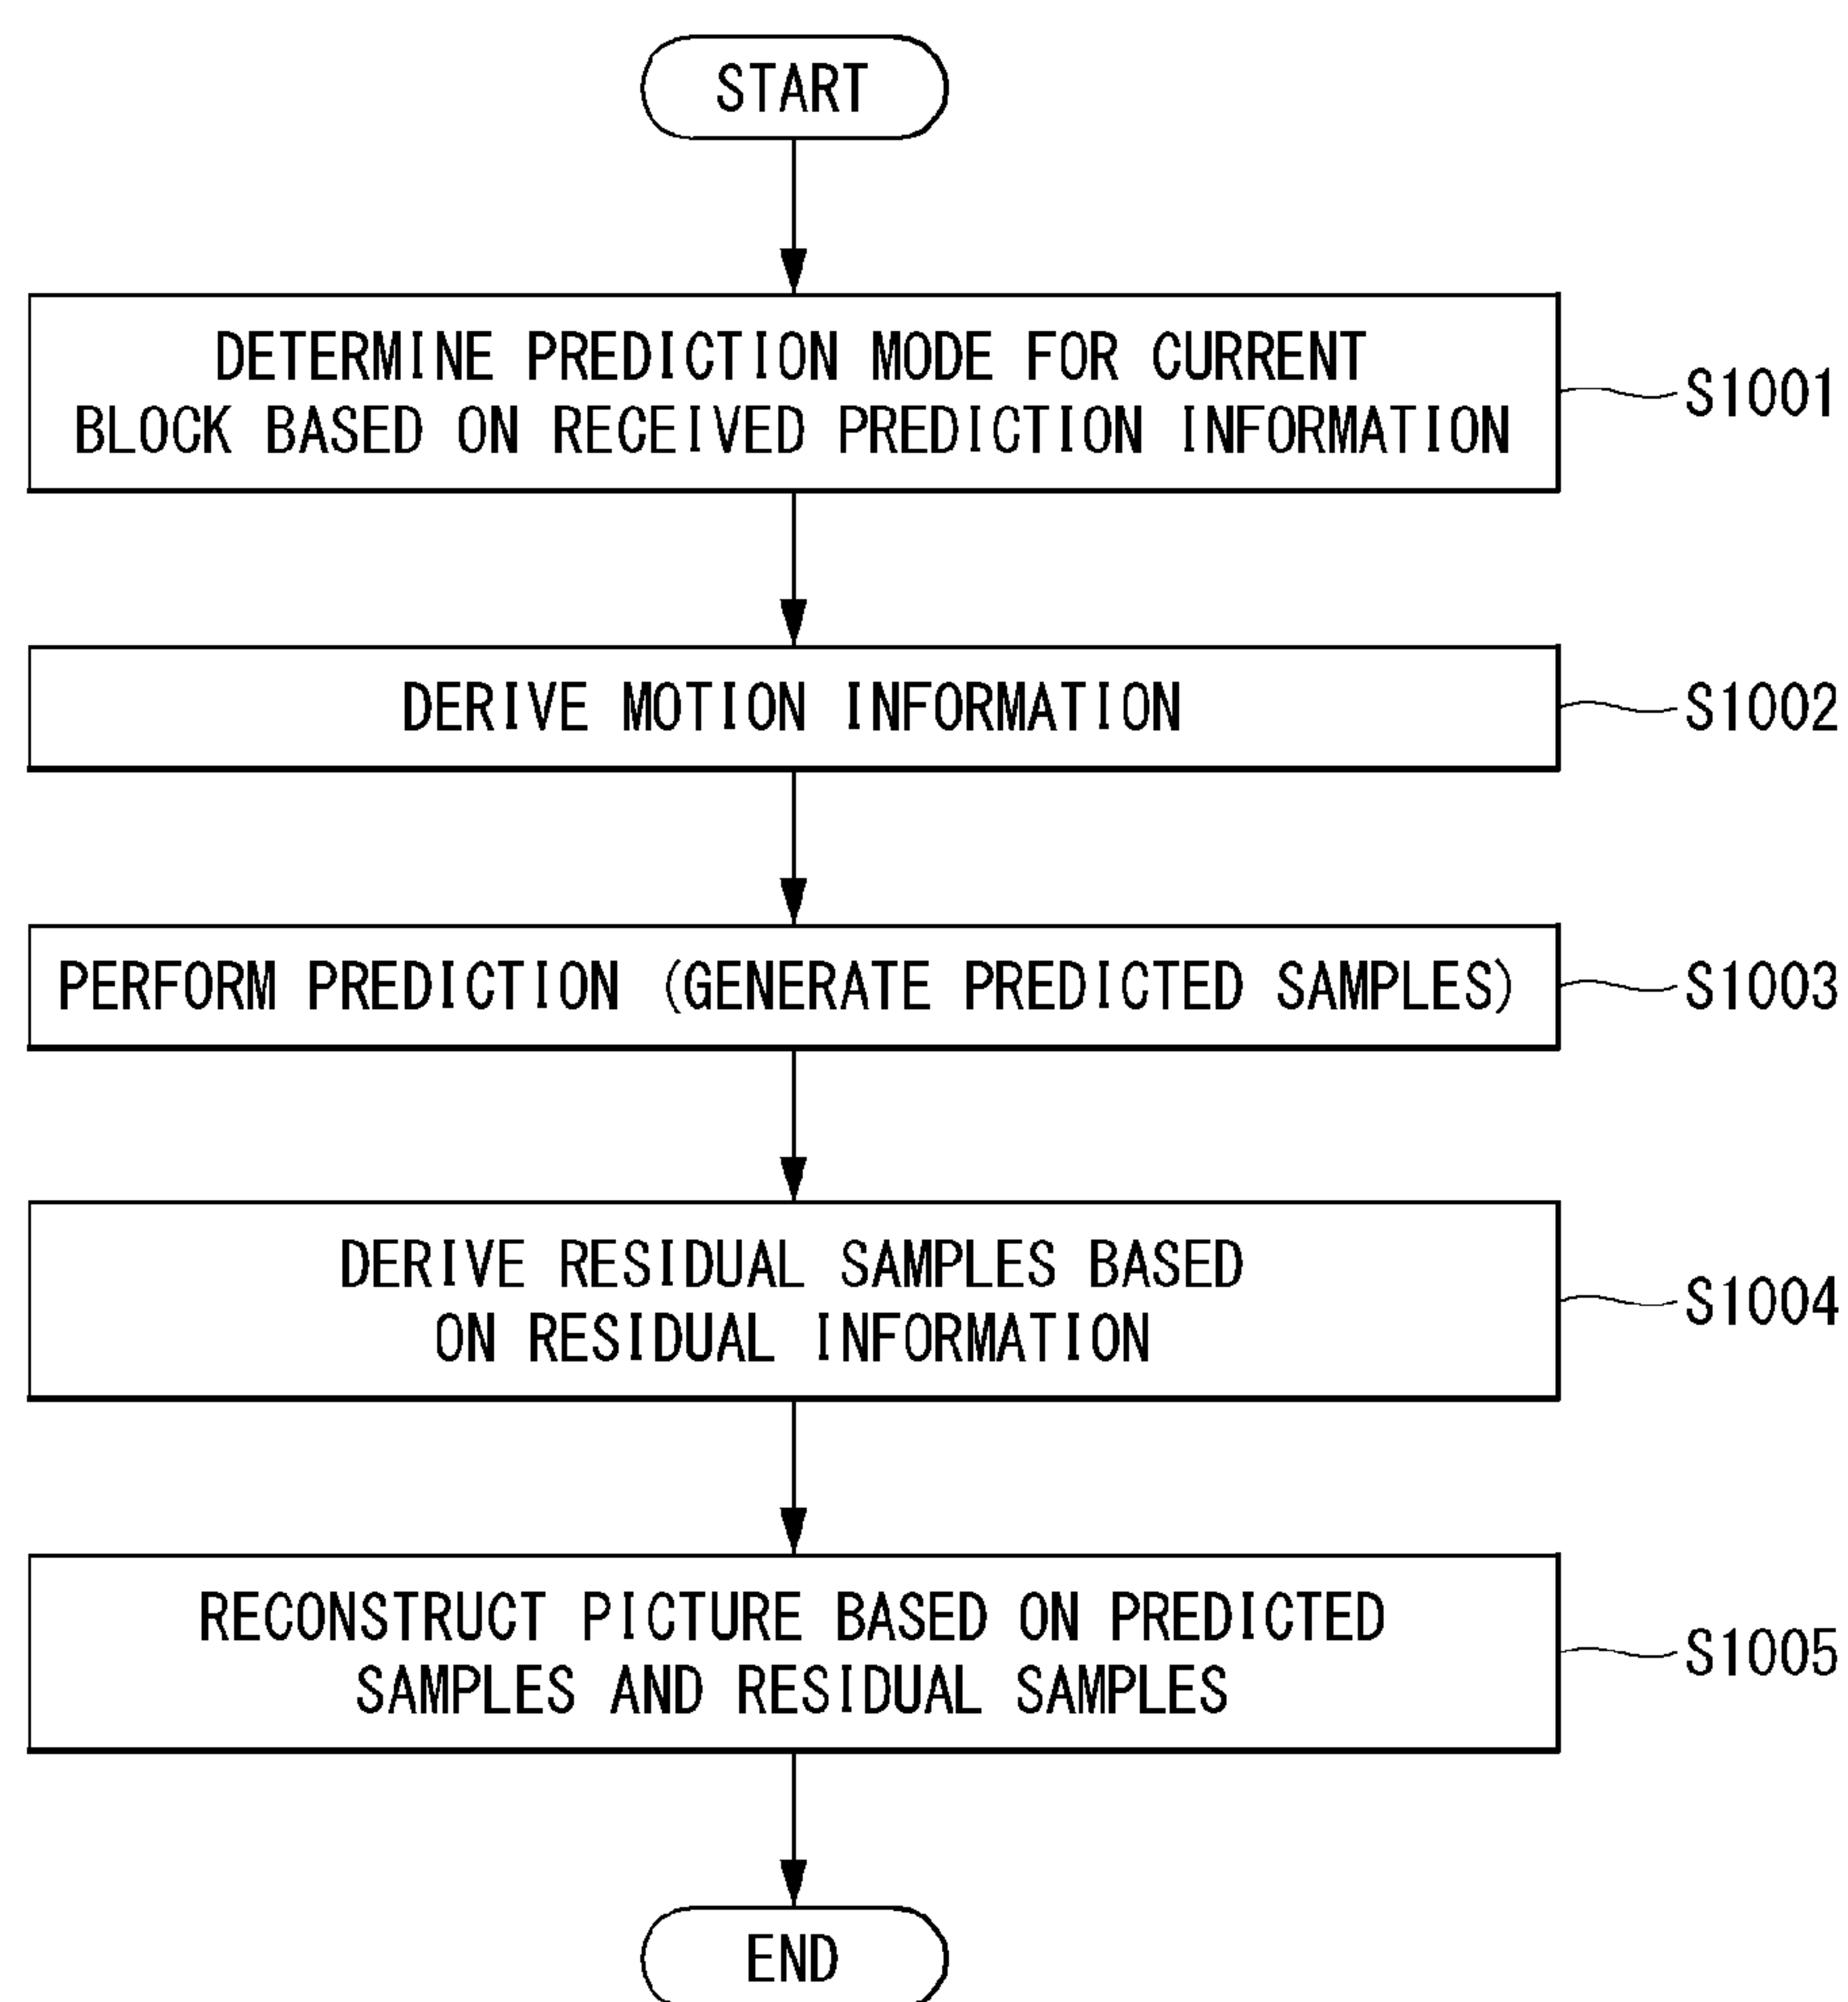 START
DETERMINE PREDICTION MODE FOR CURRENT
BLOCK BASED ON RECEIVED PREDICTION INFORMATION
S1001
DERIVE MOTION INFORMATION
S1002
PERFORM PREDICTION (GENERATE PREDICTED SAMPLES)
S1003
DERIVE RESIDUAL SAMPLES BASED
ON RESIDUAL INFORMATION
S1004
RECONSTRUCT PICTURE BASED ON PREDICTED
SAMPLES AND RESIDUAL SAMPLES
S1005
END